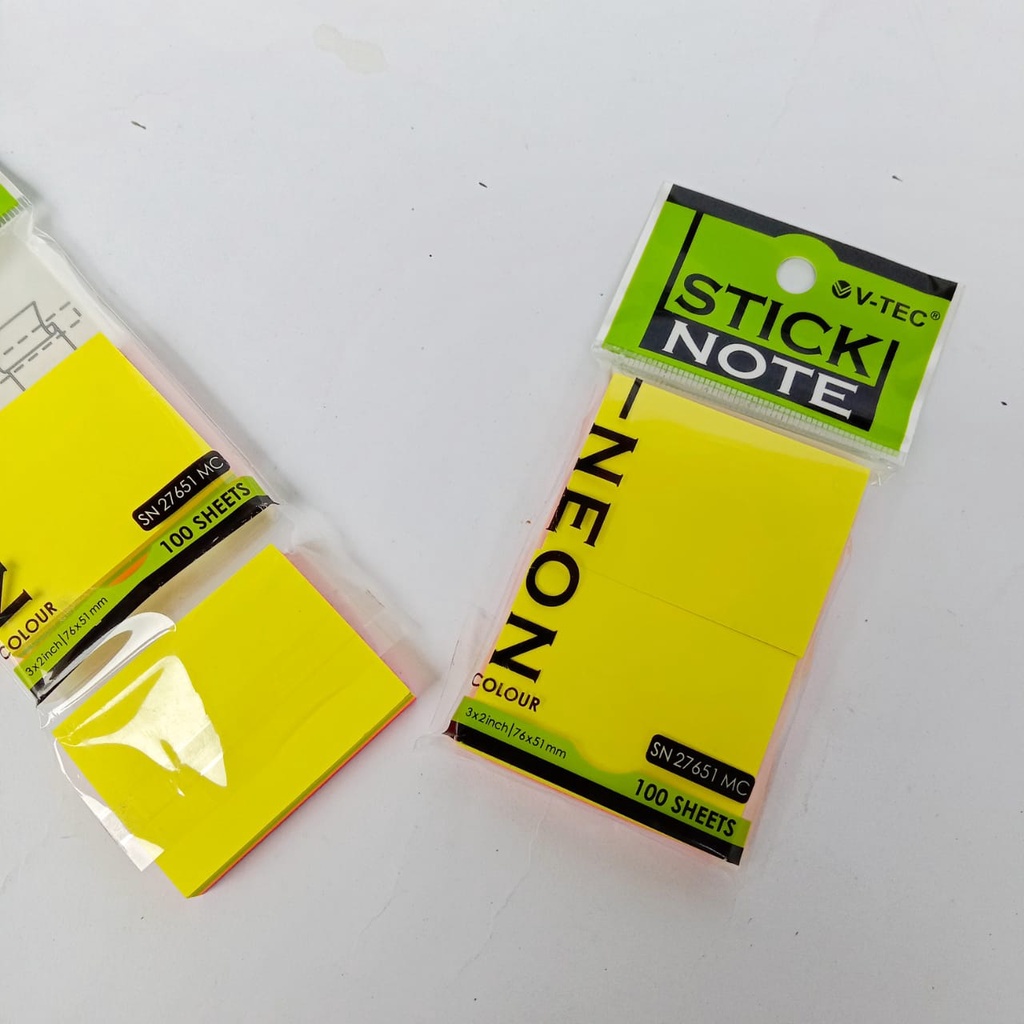 SN 27651 MC
100 SHEETS
COLOUR
3x2inch|76x51mm
V-TEC®
STICK
NOTE
NEON
COLOUR
3x2inch|76x51mm
SN 27651 MC
100 SHEETS